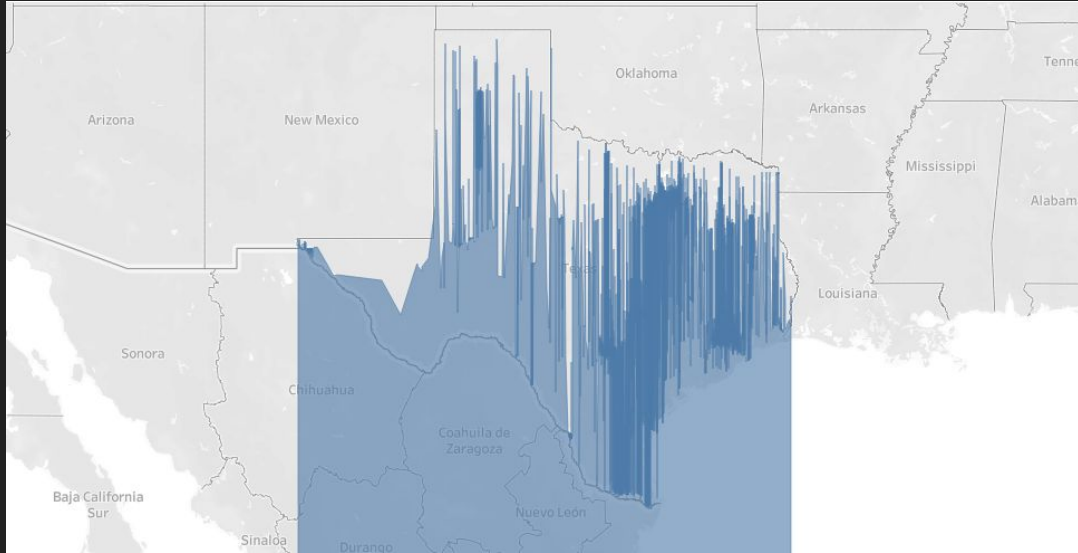 Oklahoma
Tenne
Arizona
New Mexico
Arkansas
Mississippi
Alabam
Texas
Louisiana
Sonora
Chihuahua
Coahuila de
Zaragoza
Baja California
Sur
Nuevo León
Sinaloa
Durango